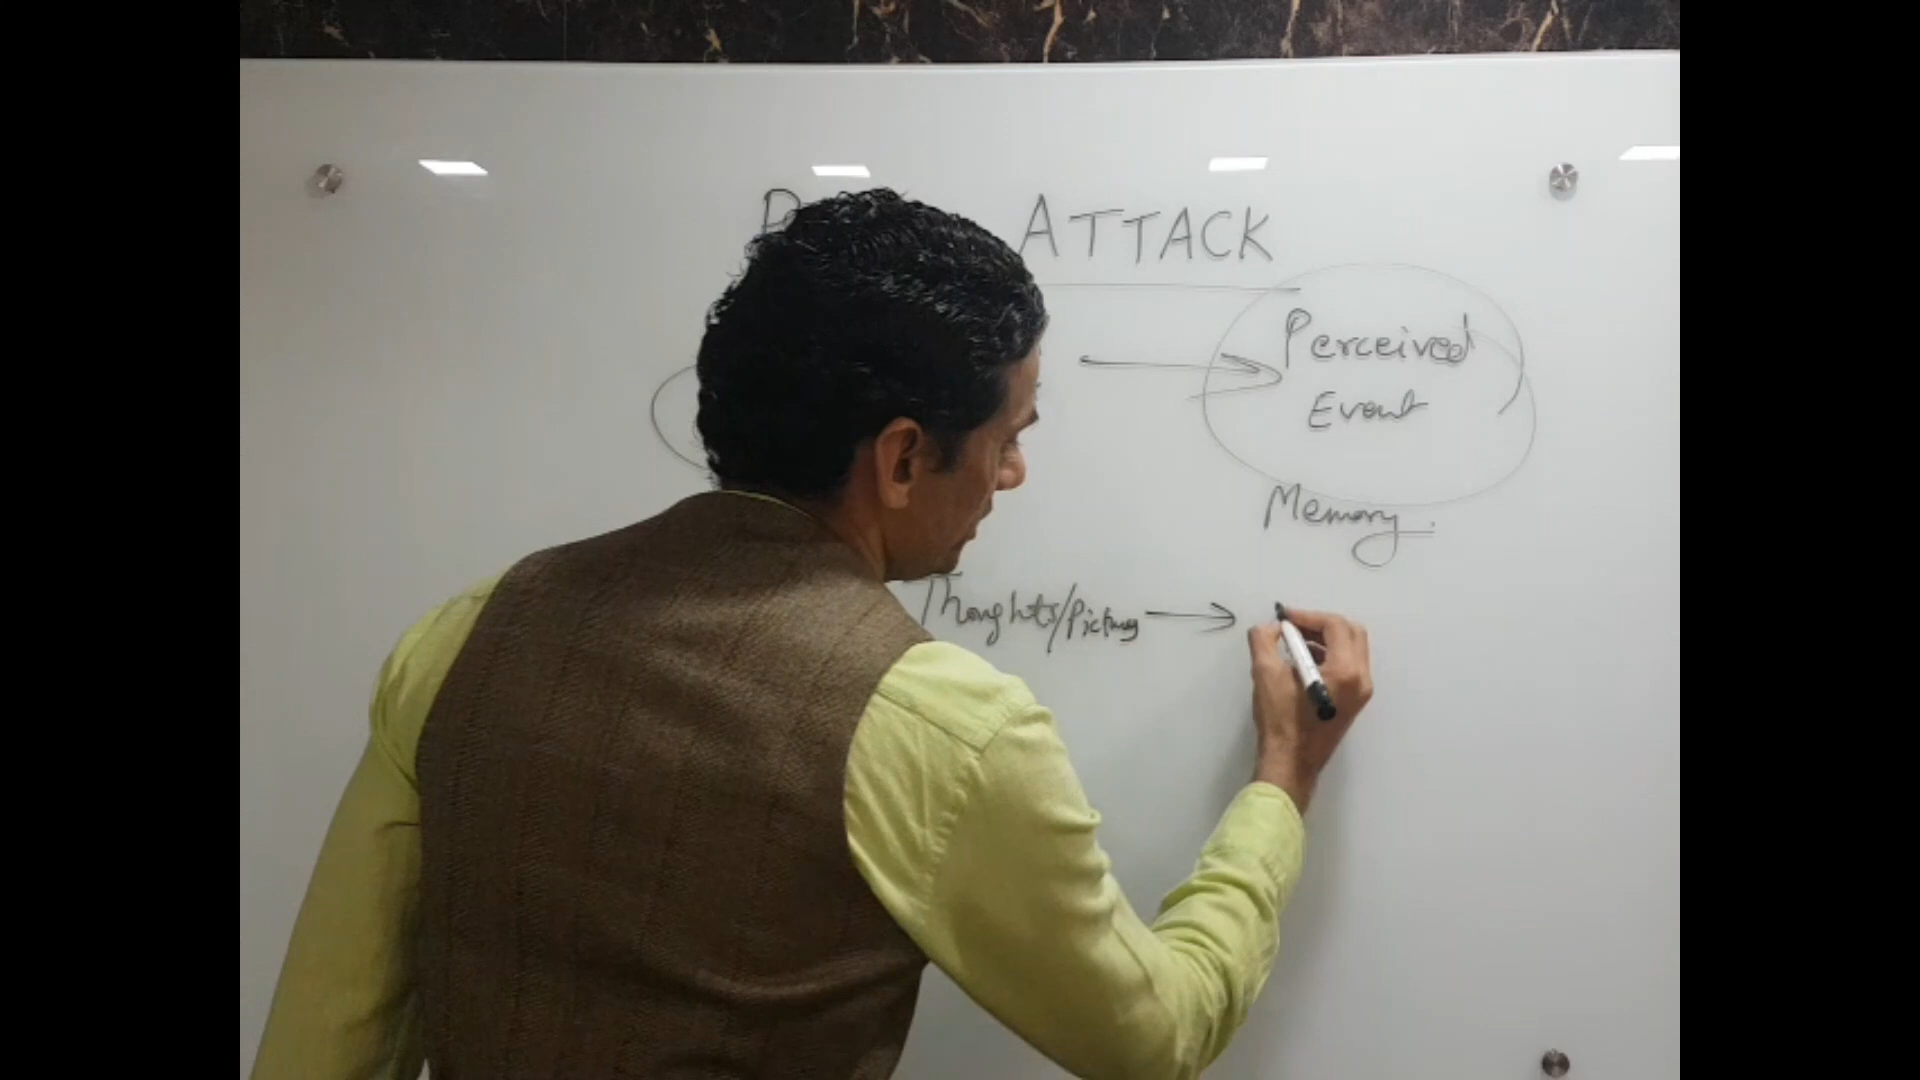 P ATTACK
Perceived
Event
Memory.
Thoughts/Pictures